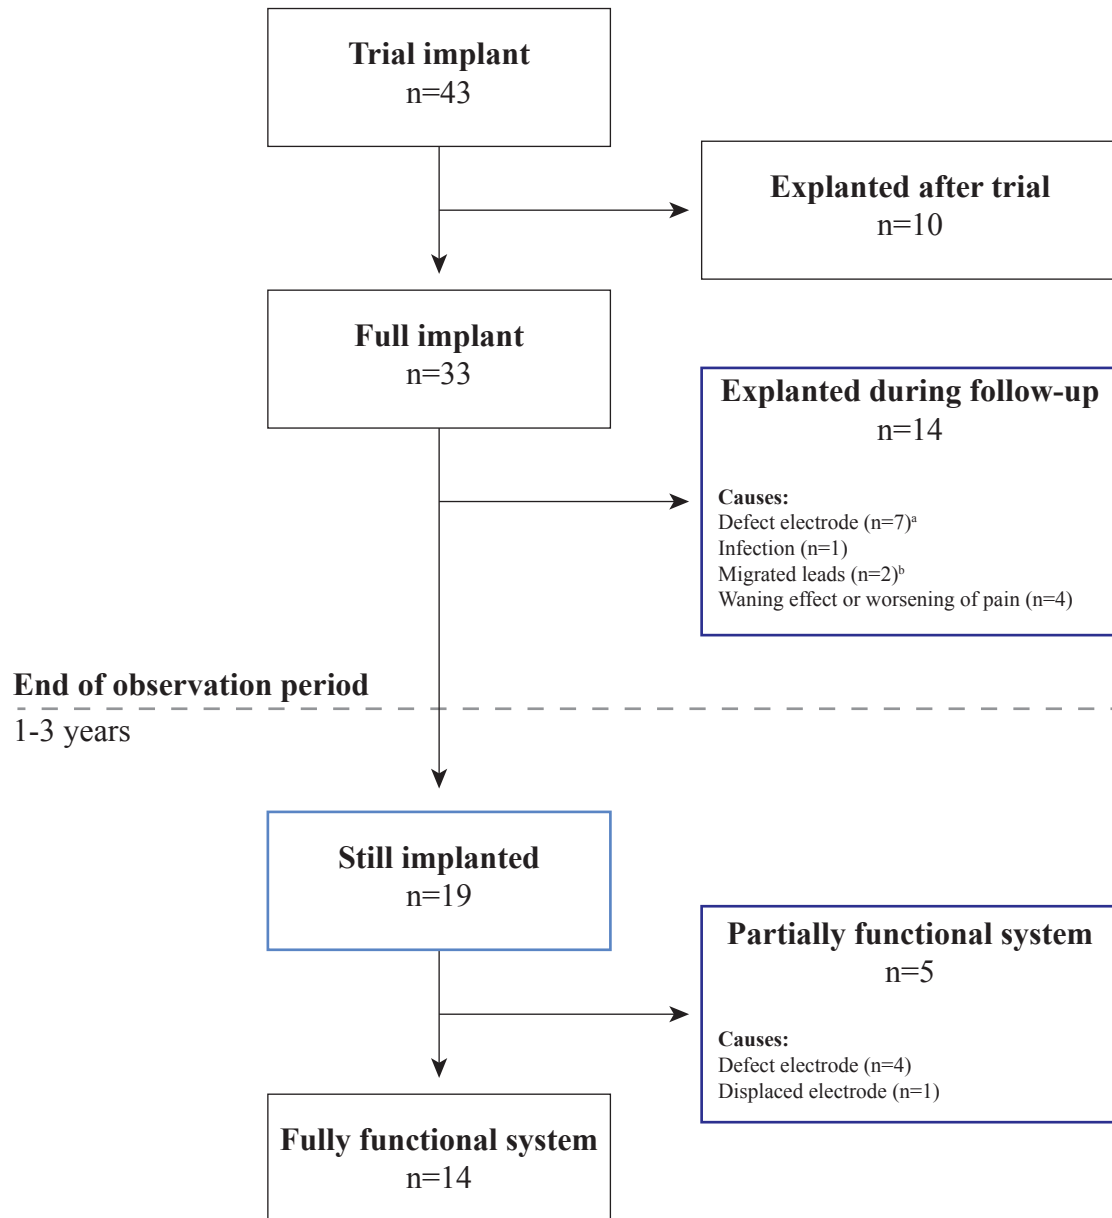 Trial implant
n=43
Explanted after trial
n=10
Full implant
n=33
Explanted during follow-up
n=14
Causes:
Defect electrode (n=7)ᵃ
Infection (n=1)
Migrated leads (n=2)ᵇ
Waning effect or worsening of pain (n=4)
End of observation period
1-3 years
Still implanted
n=19
Partially functional system
n=5
Causes:
Defect electrode (n=4)
Displaced electrode (n=1)
Fully functional system
n=14